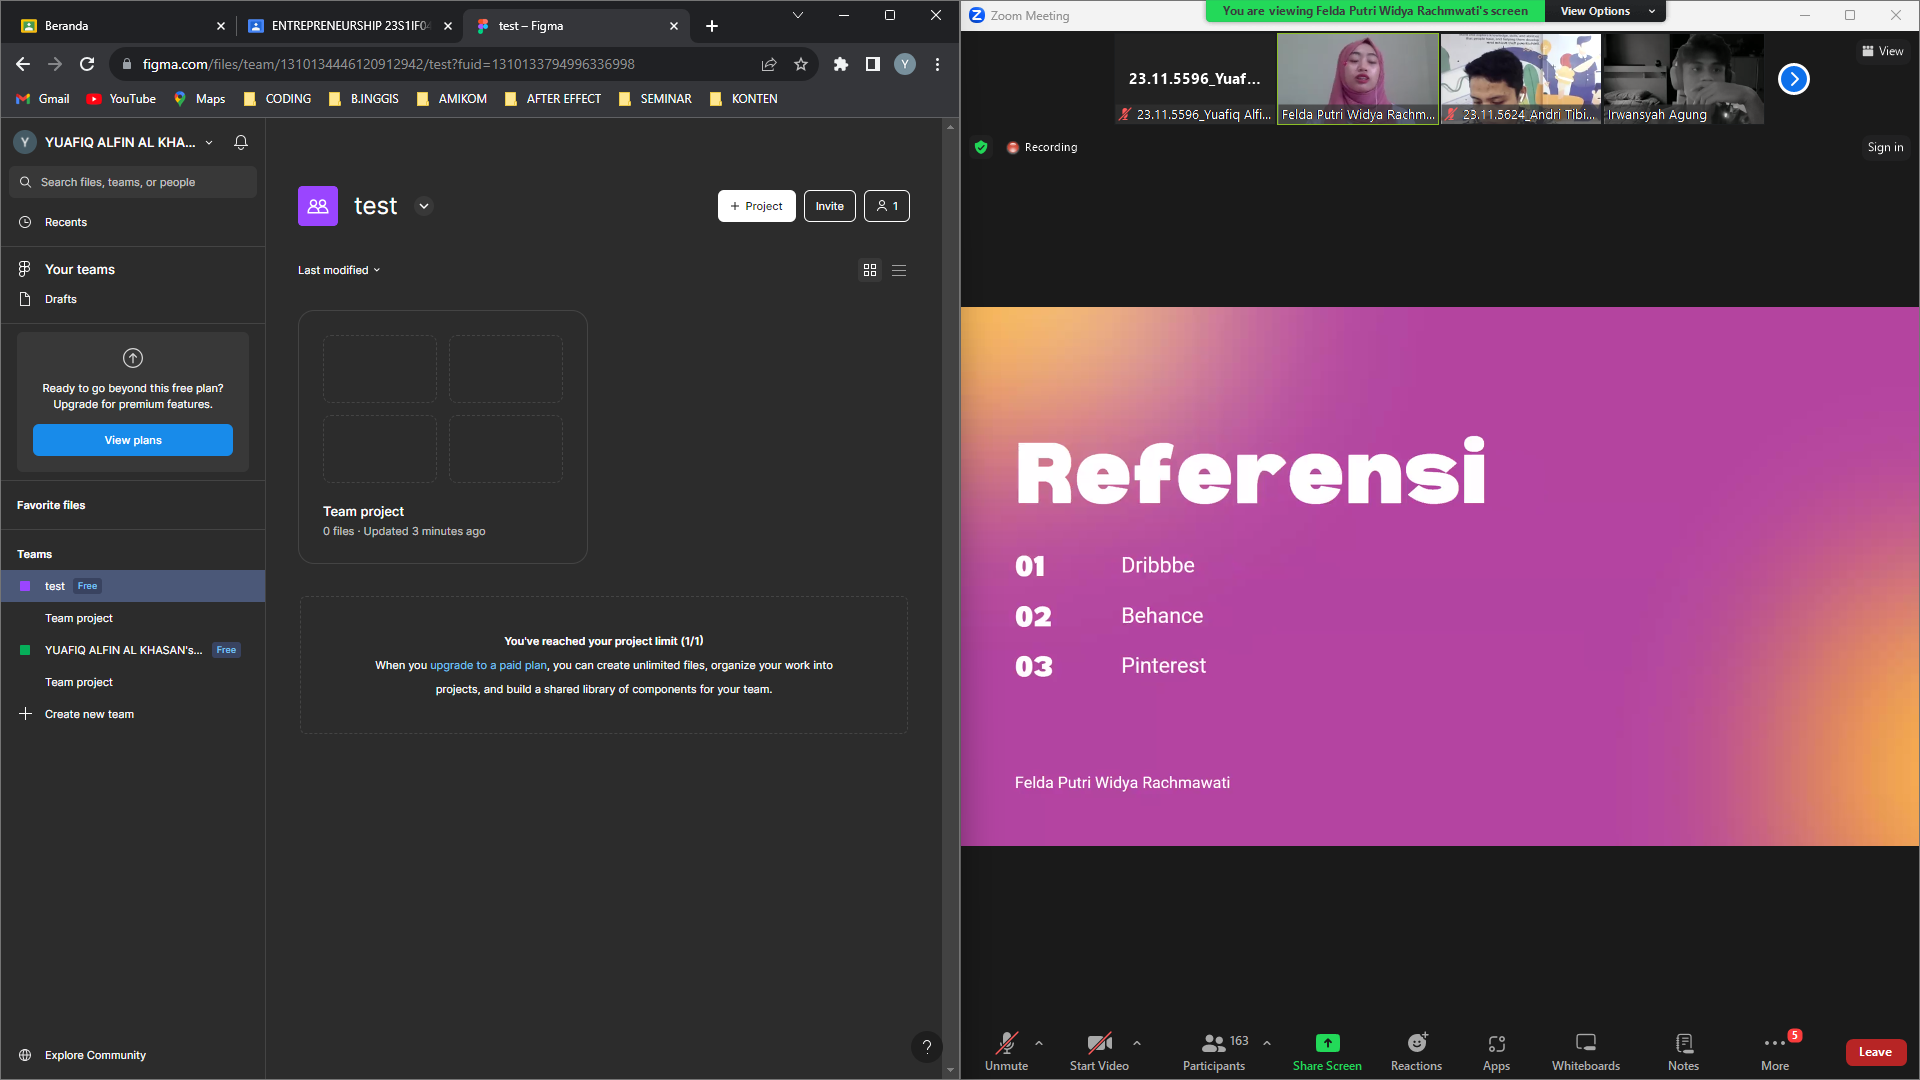 Beranda
ENTREPRENEURSHIP 23S1IF04
test – Figma
figma.com/files/team/1310134446120912942/test?fuid=1310133794996336998
Y
Gmail
YouTube
Maps
CODING
B.INGGIS
AMIKOM
AFTER EFFECT
SEMINAR
KONTEN
Y
YUAFIQ ALFIN AL KHA...
Search files, teams, or people
Recents
Your teams
Drafts
Ready to go beyond this free plan?
Upgrade for premium features.
View plans
Favorite files
Teams
test Free
Team project
YUAFIQ ALFIN AL KHASAN's... Free
Team project
Create new team
Explore Community
test
+ Project
Invite
1
Last modified
Team project
0 files · Updated 3 minutes ago
You've reached your project limit (1/1)
When you upgrade to a paid plan, you can create unlimited files, organize your work into
projects, and build a shared library of components for your team.
?
Zoom Meeting
You are viewing Felda Putri Widya Rachmwati's screen
View Options
23.11.5596_Yuaf...
23.11.5596_Yuafiq Alfi...
Felda Putri Widya Rachm...
23.11.5624_Andri Tibi...
Irwansyah Agung
View
Recording
Sign in
Referensi
01 Dribbbe
02 Behance
03 Pinterest
Felda Putri Widya Rachmawati
Unmute
Start Video
163
Participants
Share Screen
Reactions
Apps
Whiteboards
Notes
5
More
Leave